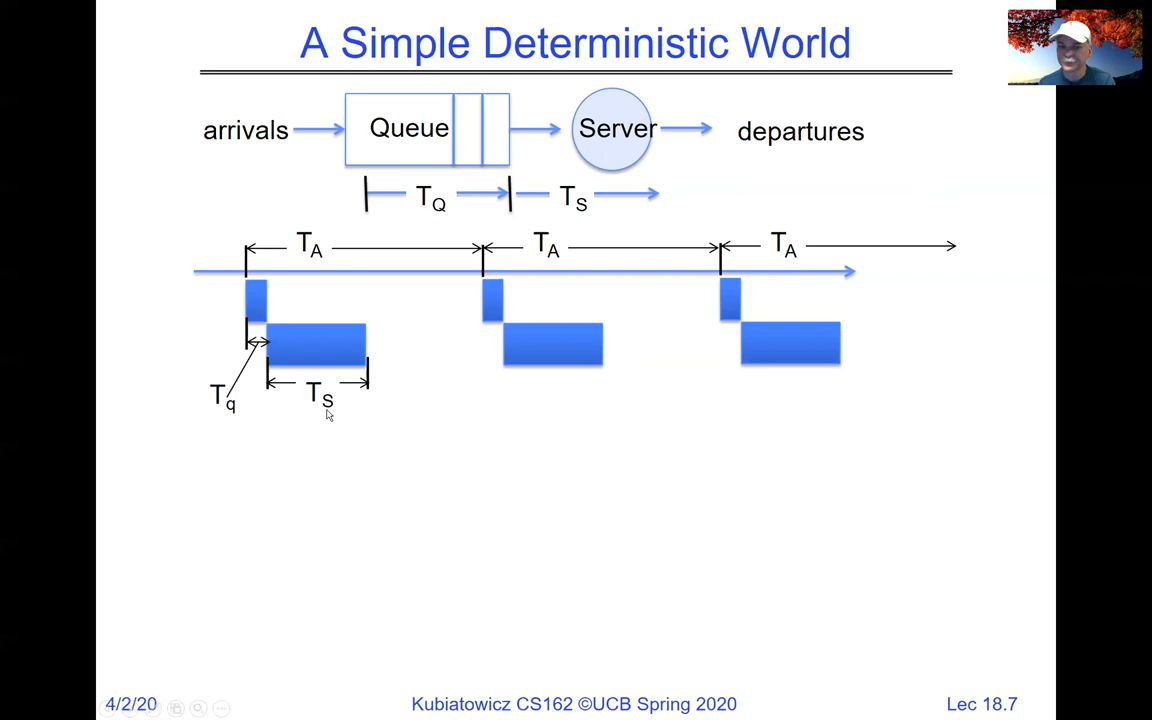 A Simple Deterministic World
arrivals Queue Server departures
TQ TS
TA TA TA
Tq TS
4/2/20 Kubiatowicz CS162 ©UCB Spring 2020 Lec 18.7